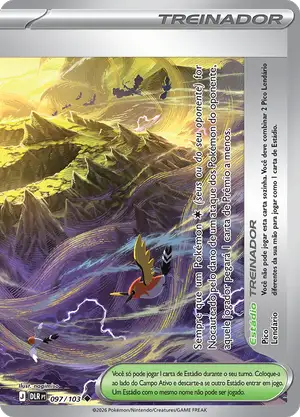 TREINADOR
Estádio
TREINADOR
Pico
Lendário
Você não pode jogar esta carta sozinha. Você deve combinar 2 Pico Lendário
diferentes da sua mão para jogar como 1 carta de Estádio.
Sempre que um Pokémon ★ (seus ou do seu oponente) for
Nocauteado pelo dano de um ataque dos Pokémon do oponente,
aquele jogador pegará 1 carta de Prêmio a menos.
Você só pode jogar 1 carta de Estádio durante o seu turno. Coloque-a
ao lado do Campo Ativo e descarte-a se outro Estádio entrar em jogo.
Um Estádio com o mesmo nome não pode ser jogado.
Ilustr. nagimiso
J DLR PT 097/103
©2026 Pokémon/Nintendo/Creatures/GAME FREAK